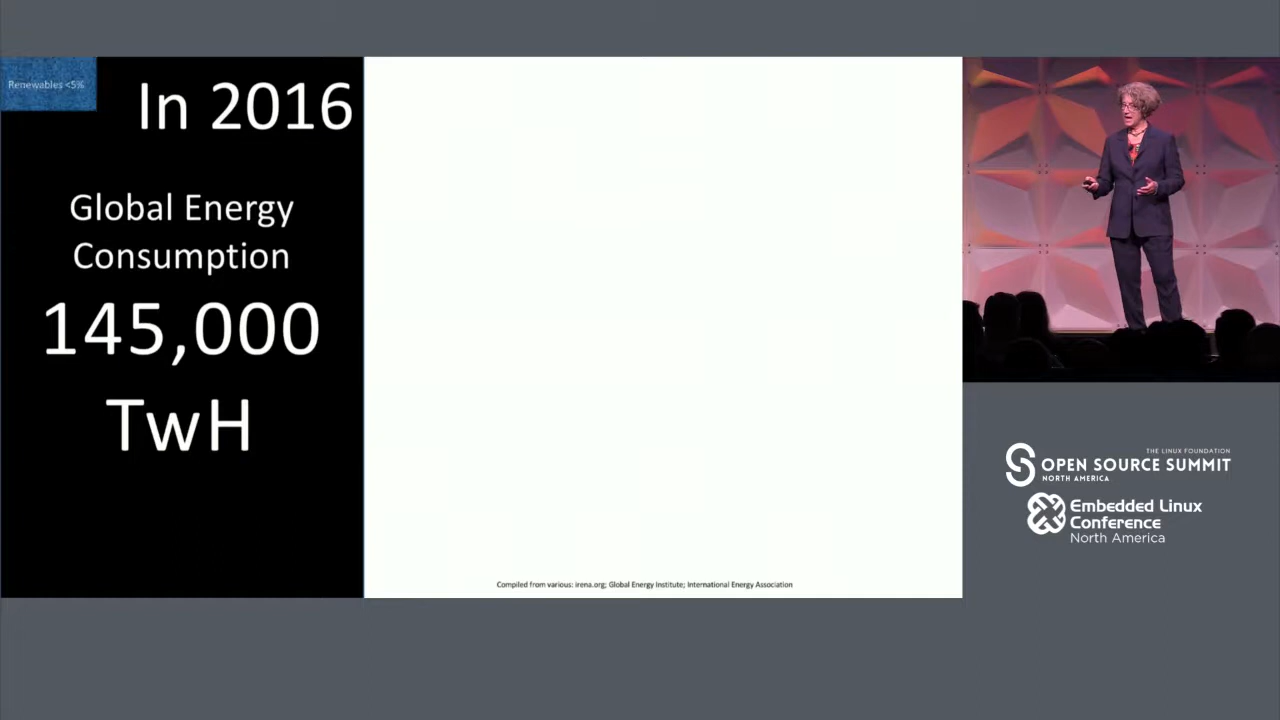 Renewables <5%
In 2016
Global Energy
Consumption
145,000
TwH
Compiled from various: irena.org; Global Energy Institute; International Energy Association
THE LINUX FOUNDATION
OPEN SOURCE SUMMIT
NORTH AMERICA
Embedded Linux
Conference
North America